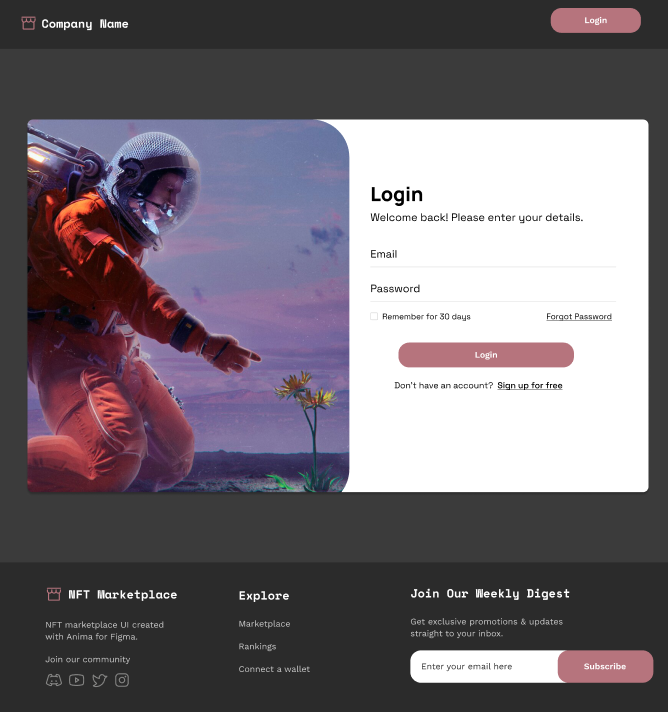 Company Name
Login
Login
Welcome back! Please enter your details.
Email
Password
Remember for 30 days
Forgot Password
Login
Don't have an account? Sign up for free
NFT Marketplace
NFT marketplace UI created
with Anima for Figma.
Join our community
Explore
Marketplace
Rankings
Connect a wallet
Join Our Weekly Digest
Get exclusive promotions & updates
straight to your inbox.
Enter your email here
Subscribe